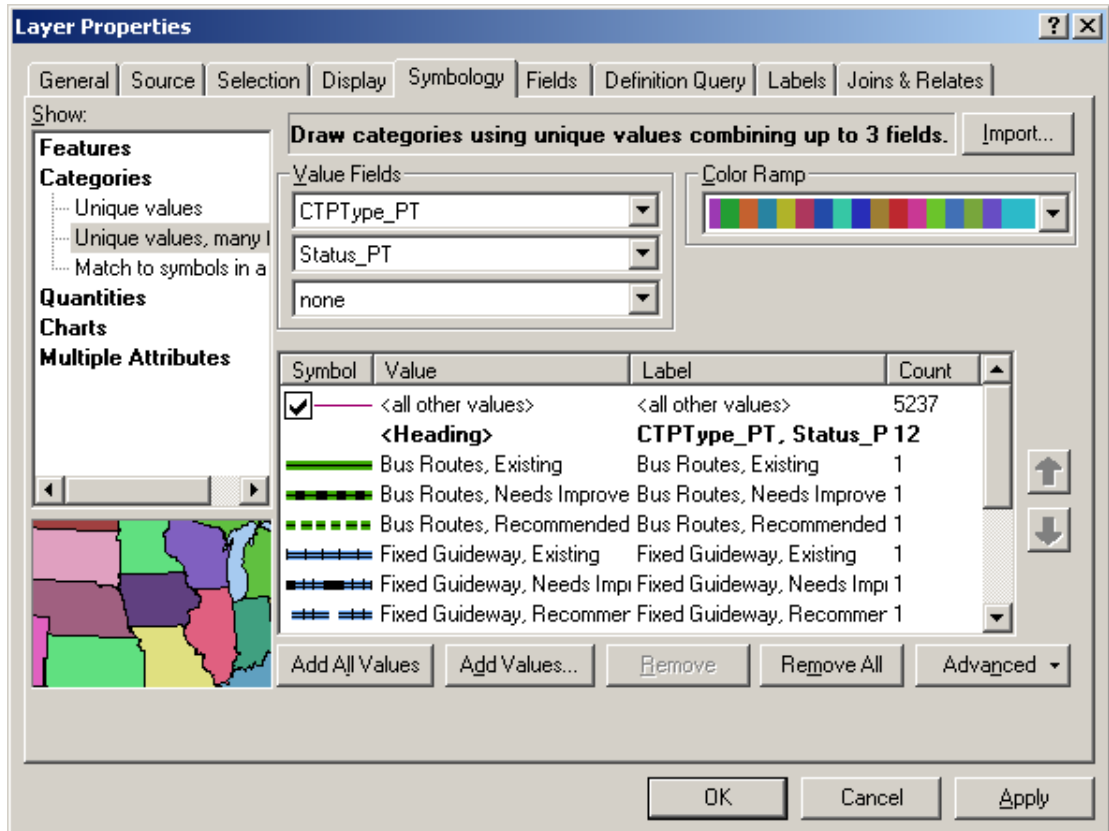 Layer Properties
General Source Selection Display Symbology Fields Definition Query Labels Joins & Relates
Show:
Features
Categories
Unique values
Unique values, many
Match to symbols in a
Quantities
Charts
Multiple Attributes
Draw categories using unique values combining up to 3 fields.
Import...
Value Fields
CTPType_PT
Status_PT
none
Color Ramp
Symbol Value Label Count
<all other values> <all other values> 5237
<Heading> CTPType_PT, Status_P 12
Bus Routes, Existing Bus Routes, Existing 1
Bus Routes, Needs Improve Bus Routes, Needs Improve 1
Bus Routes, Recommended Bus Routes, Recommended 1
Fixed Guideway, Existing Fixed Guideway, Existing 1
Fixed Guideway, Needs Impr Fixed Guideway, Needs Impr 1
Fixed Guideway, Recommer Fixed Guideway, Recommer 1
Add All Values Add Values... Remove Remove All Advanced
OK Cancel Apply